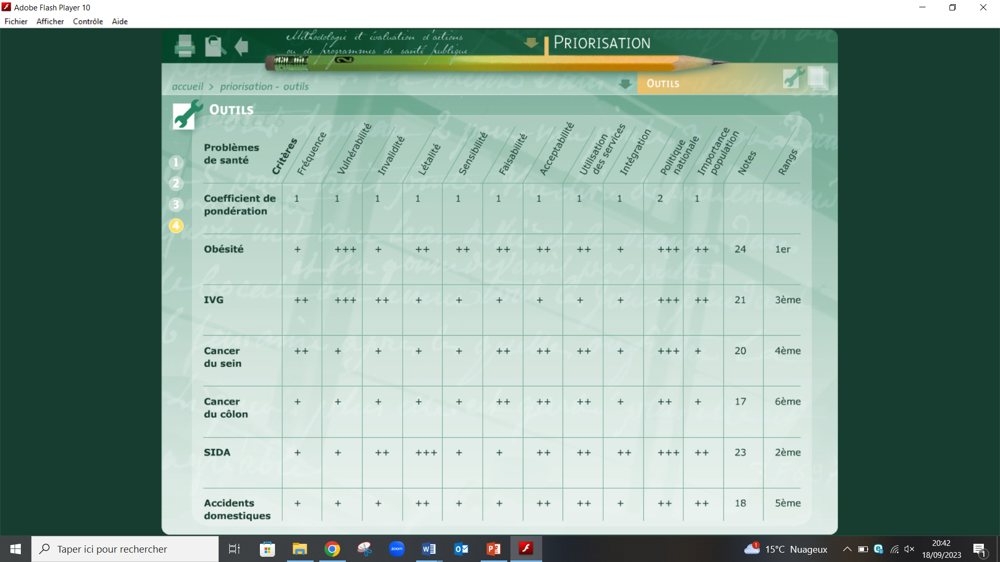 Adobe Flash Player 10
Fichier Afficher Contrôle Aide
Méthodologie et évaluation d'actions
ou de programmes de santé publique
PRIORISATION
accueil > priorisation - outils
OUTILS
OUTILS
Problèmes
de santé
Critères
Fréquence
Vulnérabilité
Invalidité
Létalité
Sensibilité
Faisabilité
Acceptabilité
Utilisation
des services
Intégration
Politique
nationale
Importance
population
Notes
Rangs
1
2
3
4
Coefficient de
pondération
1 1 1 1 1 1 1 1 1 2 1
Obésité + +++ + ++ ++ ++ ++ ++ + +++ ++ 24 1er
IVG ++ +++ ++ + + + + + + +++ ++ 21 3ème
Cancer
du sein
++ + + + + ++ ++ ++ + +++ + 20 4ème
Cancer
du côlon
+ + + + + ++ ++ ++ + ++ + 17 6ème
SIDA + + ++ +++ + + ++ ++ ++ +++ ++ 23 2ème
Accidents
domestiques
+ + + ++ + + ++ ++ + ++ ++ 18 5ème
Taper ici pour rechercher
zoom
1
15°C Nuageux
20:42
18/09/2023
1